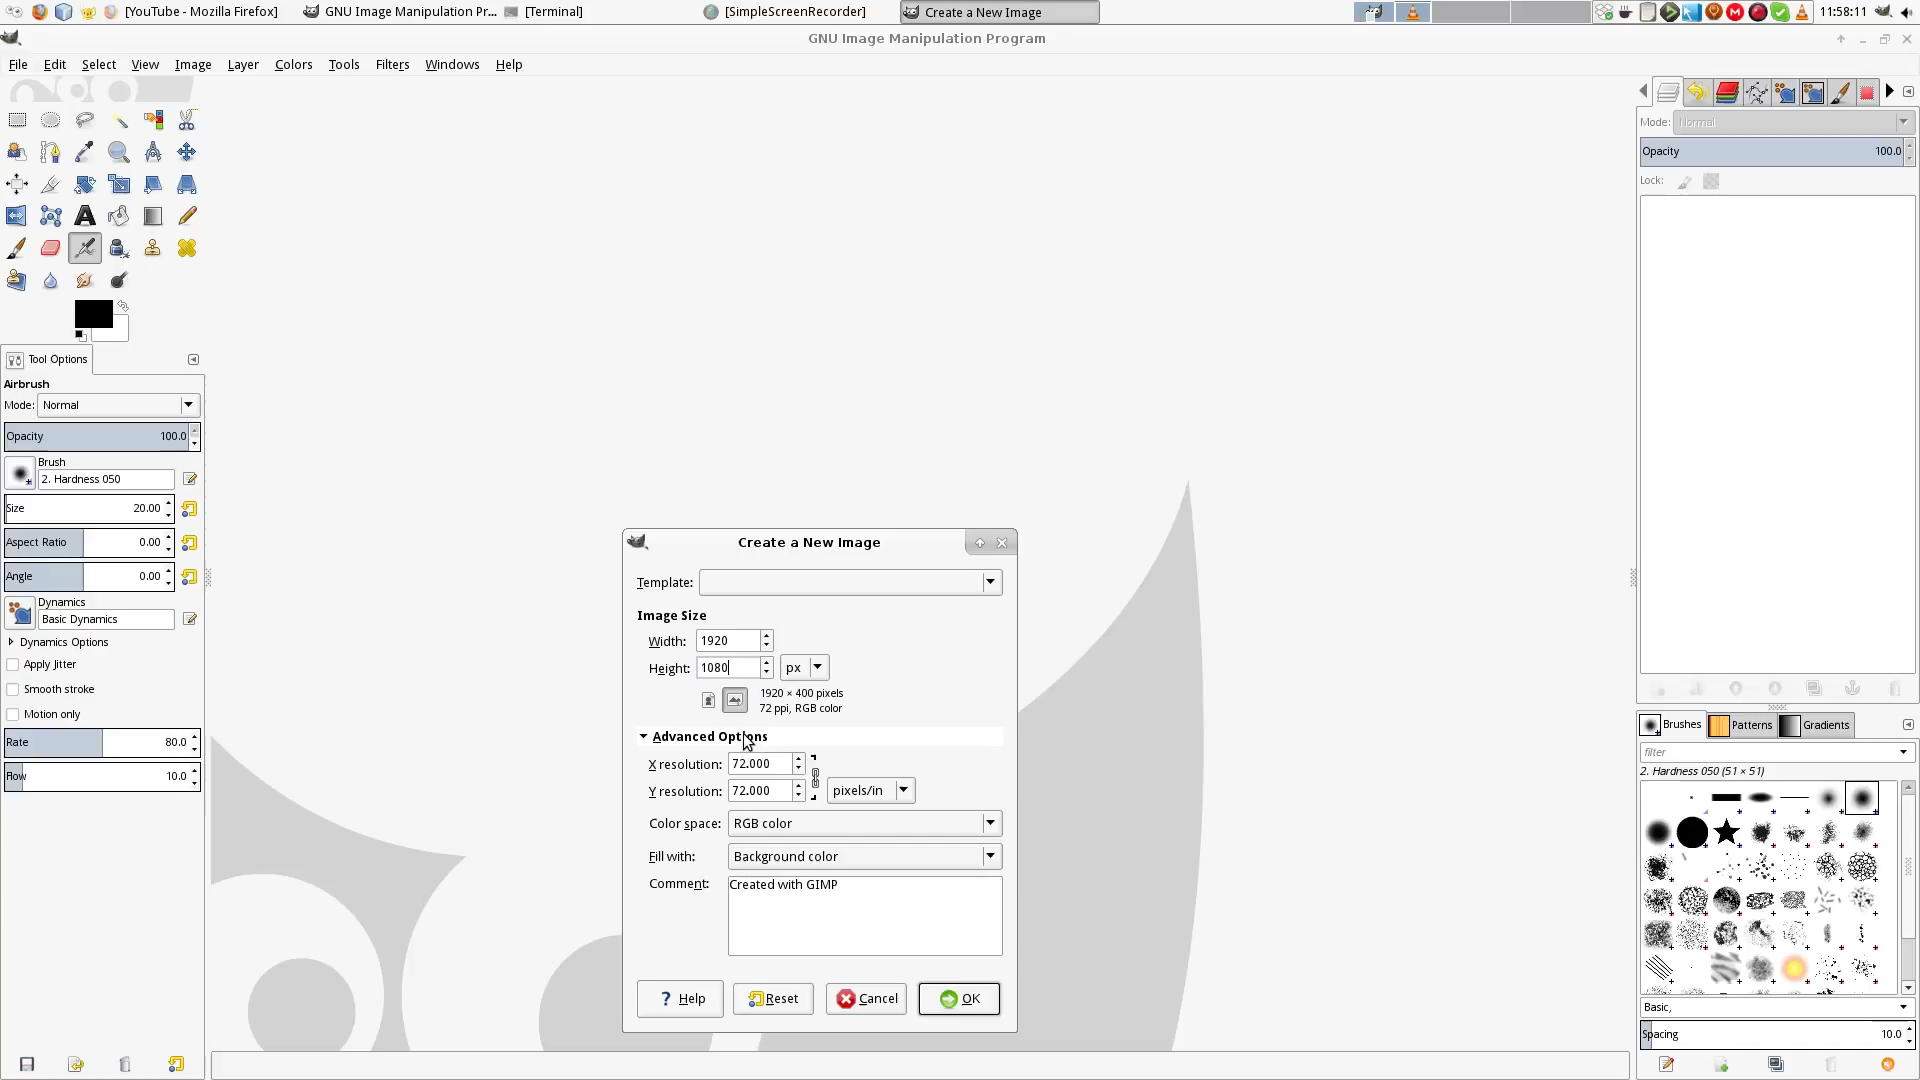 [YouTube - Mozilla Firefox]
GNU Image Manipulation Pr...
[Terminal]
[SimpleScreenRecorder]
Create a New Image
11:58:11
GNU Image Manipulation Program
File Edit Select View Image Layer Colors Tools Filters Windows Help
Mode: Normal
Opacity 100.0
Lock:
Tool Options
Airbrush
Mode: Normal
Opacity 100.0
Brush
2. Hardness 050
Size 20.00
Aspect Ratio 0.00
Angle 0.00
Dynamics
Basic Dynamics
Dynamics Options
Apply Jitter
Smooth stroke
Motion only
Rate 80.0
Flow 10.0
Create a New Image
Template:
Image Size
Width: 1920
Height: 1080 px
1920 × 400 pixels
72 ppi, RGB color
Advanced Options
X resolution: 72.000
Y resolution: 72.000 pixels/in
Color space: RGB color
Fill with: Background color
Comment: Created with GIMP
Help Reset Cancel OK
Brushes Patterns Gradients
filter
2. Hardness 050 (51 × 51)
Basic,
Spacing 10.0